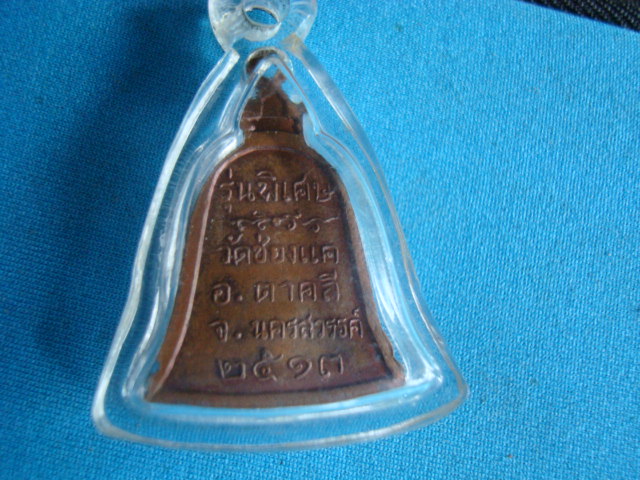 รุ่นพิเศษ
วัดช่องแค
อ.ตาคลี
จ.นครสวรรค์
๒๕๑๓